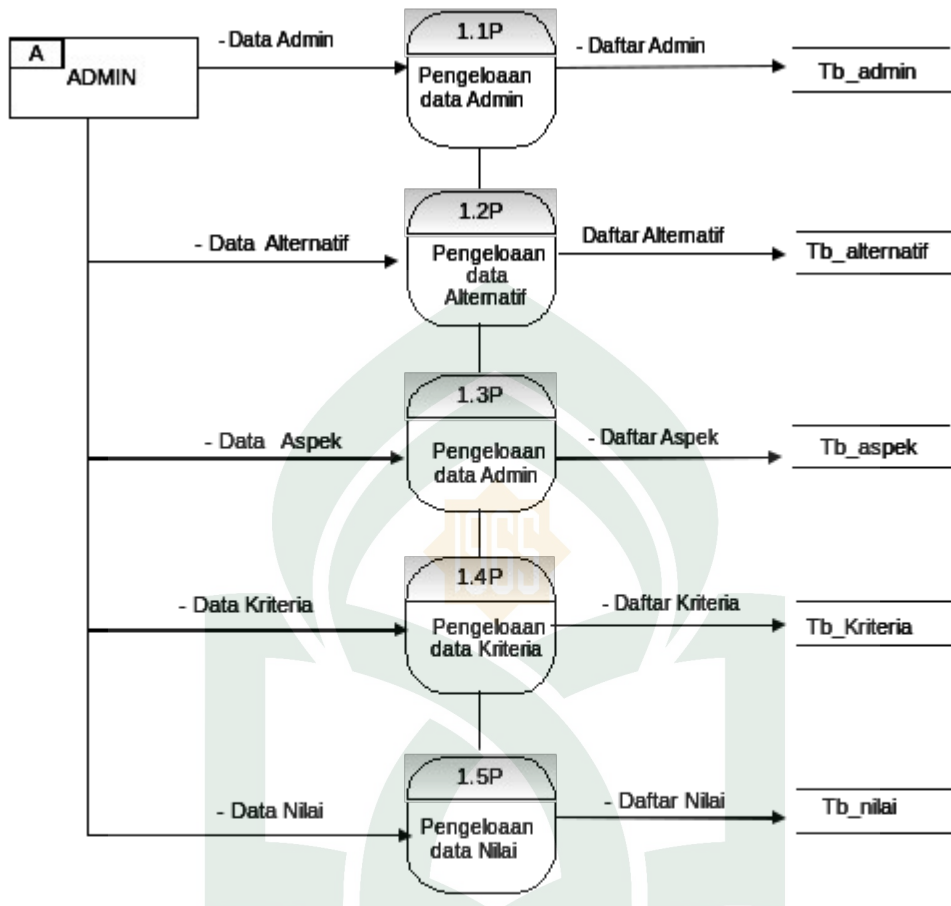 A
ADMIN
- Data Admin
1.1P
Pengeloaan
data Admin
- Daftar Admin
Tb_admin
- Data Alternatif
1.2P
Pengeloaan
data
Alternatif
Daftar Alternatif
Tb_alternatif
- Data Aspek
1.3P
Pengeloaan
data Admin
- Daftar Aspek
Tb_aspek
1965
- Data Kriteria
1.4P
Pengeloaan
data Kriteria
- Daftar Kriteria
Tb_Kriteria
- Data Nilai
1.5P
Pengeloaan
data Nilai
- Daftar Nilai
Tb_nilai